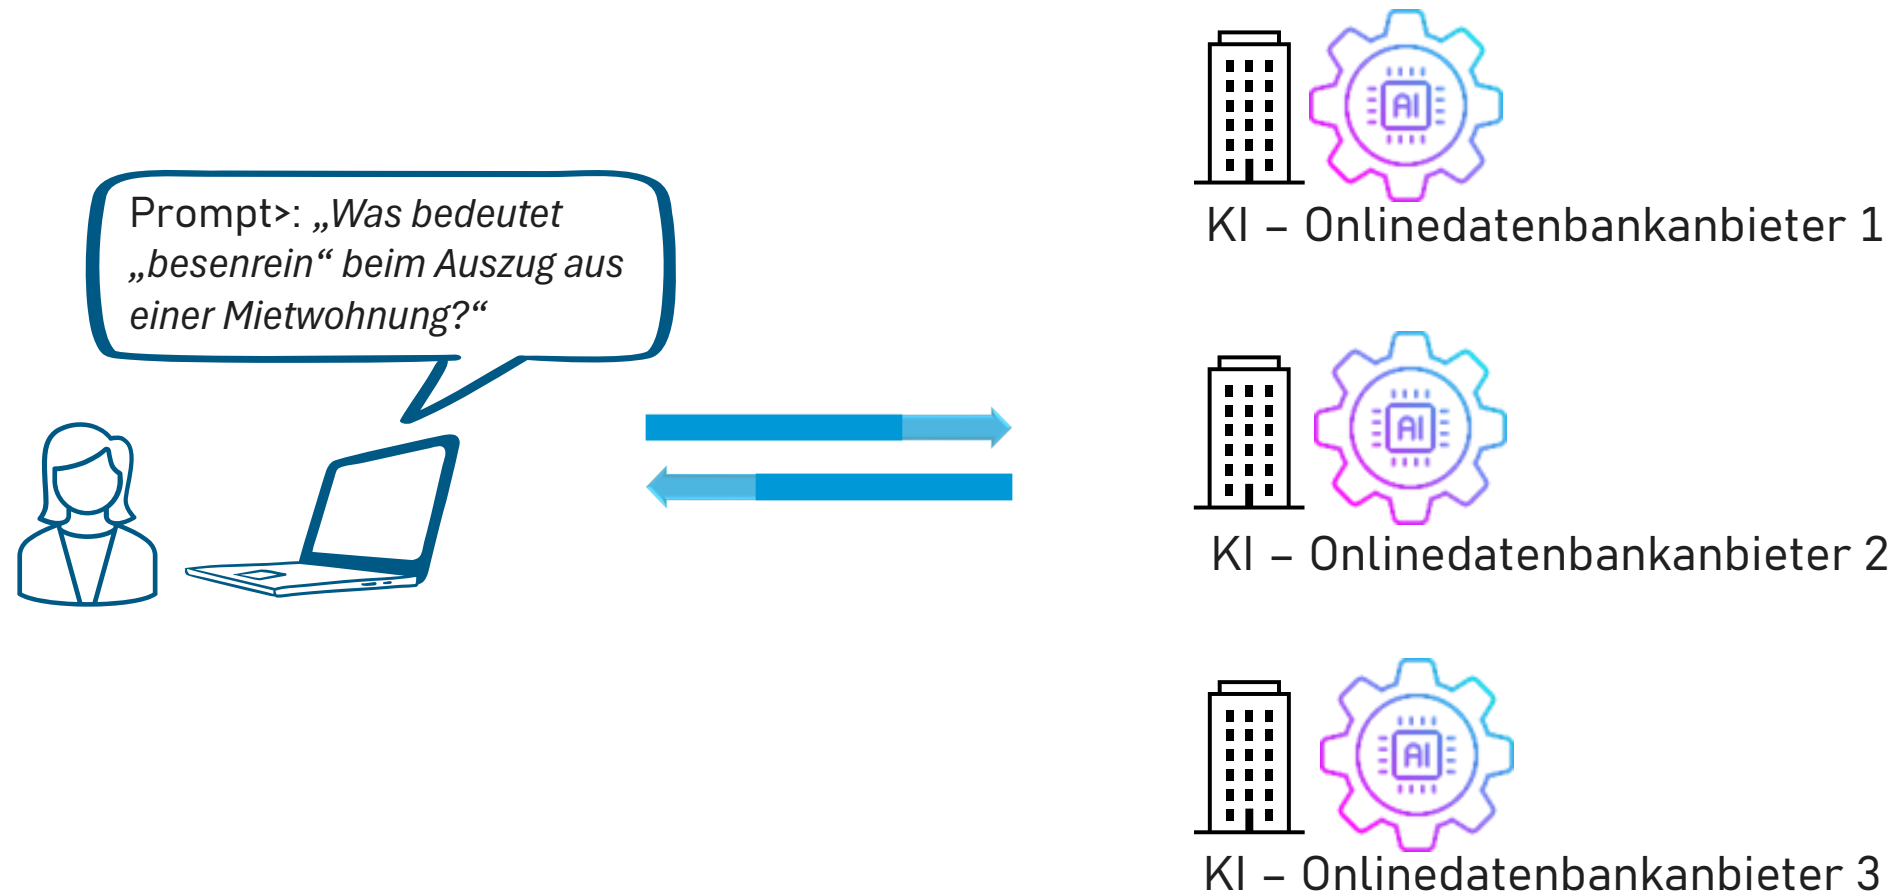 Prompt>: „Was bedeutet
„besenrein“ beim Auszug aus
einer Mietwohnung?“
AI
KI – Onlinedatenbankanbieter 1
AI
KI – Onlinedatenbankanbieter 2
AI
KI – Onlinedatenbankanbieter 3